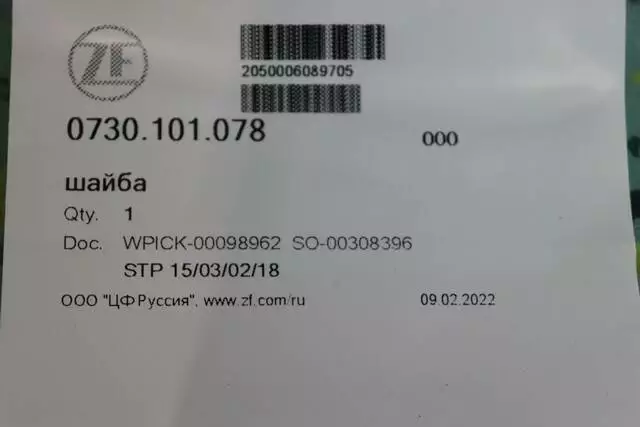 ZF
2050006089705
0730.101.078 000
шайба
Qty. 1
Doc. WPICK-00098962 SO-00308396
STP 15/03/02/18
ООО "ЦФ Руссия", www.zf.com/ru 09.02.2022